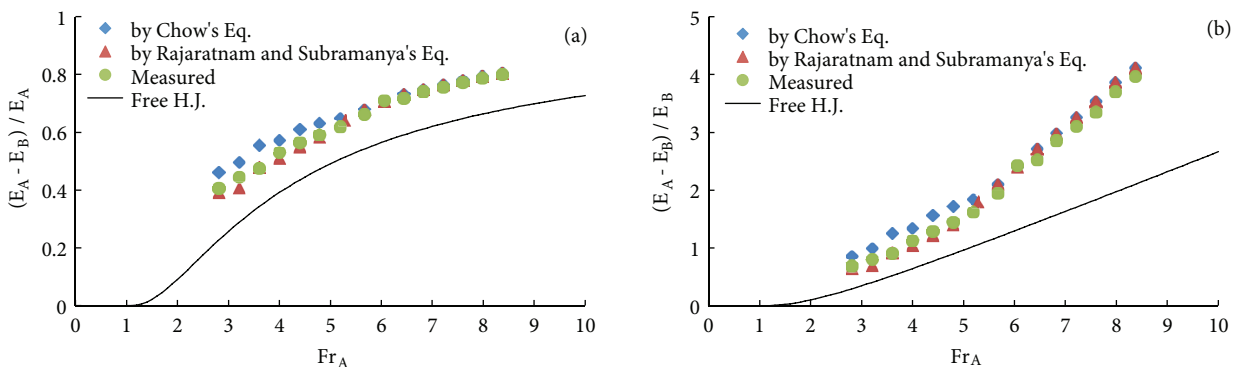 (a)
by Chow's Eq.
by Rajaratnam and Subramanya's Eq.
Measured
Free H.J.
(E_A - E_B) / E_A
1
0.8
0.6
0.4
0.2
0
0 1 2 3 4 5 6 7 8 9 10
Fr_A
(b)
by Chow's Eq.
by Rajaratnam and Subramanya's Eq.
Measured
Free H.J.
(E_A - E_B) / E_B
5
4
3
2
1
0
0 1 2 3 4 5 6 7 8 9 10
Fr_A